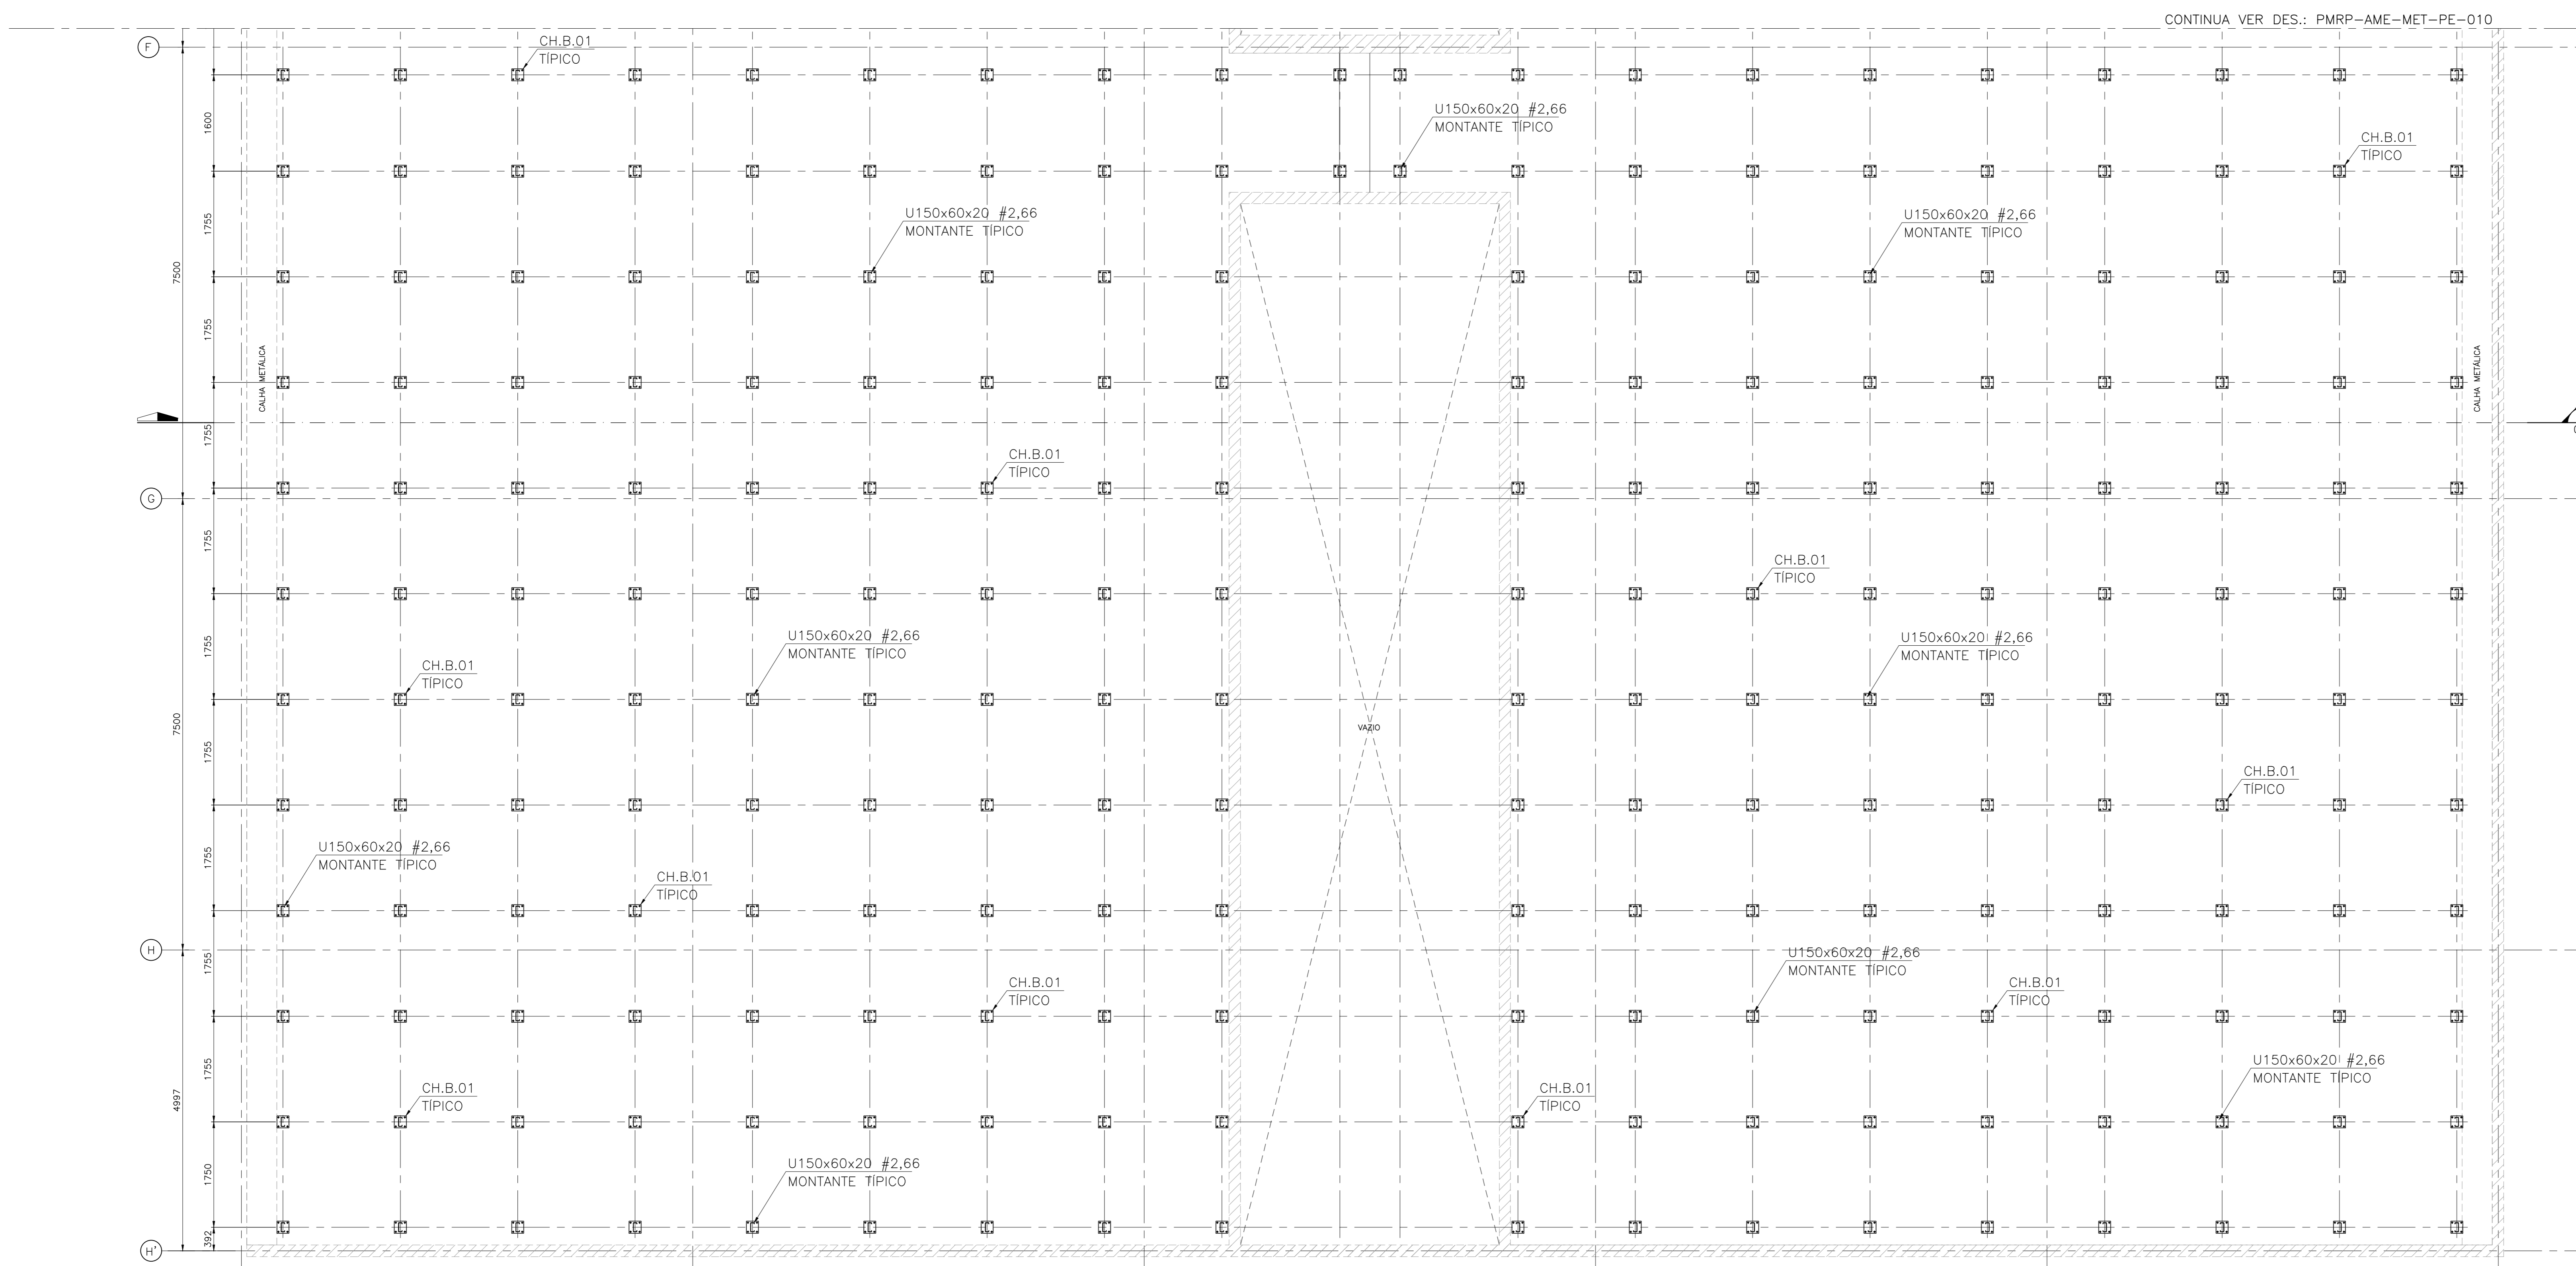 CONTINUA VER DES.: PMRP-AME-MET-PE-010
F
CH.B.01
TÍPICO
1600
U150x60x20 #2,66
MONTANTE TÍPICO
CH.B.01
TÍPICO
1755
U150x60x20 #2,66
MONTANTE TÍPICO
U150x60x20 #2,66
MONTANTE TÍPICO
7500
1755
CALHA METÁLICA
CALHA METÁLICA
1755
CH.B.01
TÍPICO
G
1755
CH.B.01
TÍPICO
1755
U150x60x20 #2,66
MONTANTE TÍPICO
U150x60x20 #2,66
MONTANTE TÍPICO
CH.B.01
TÍPICO
7500
VAZIO
1755
CH.B.01
TÍPICO
1755
U150x60x20 #2,66
MONTANTE TÍPICO
CH.B.01
TÍPICO
H
1755
U150x60x20 #2,66
MONTANTE TÍPICO
CH.B.01
TÍPICO
CH.B.01
TÍPICO
1755
U150x60x20 #2,66
MONTANTE TÍPICO
4997
CH.B.01
TÍPICO
CH.B.01
TÍPICO
1750
U150x60x20 #2,66
MONTANTE TÍPICO
392
H'